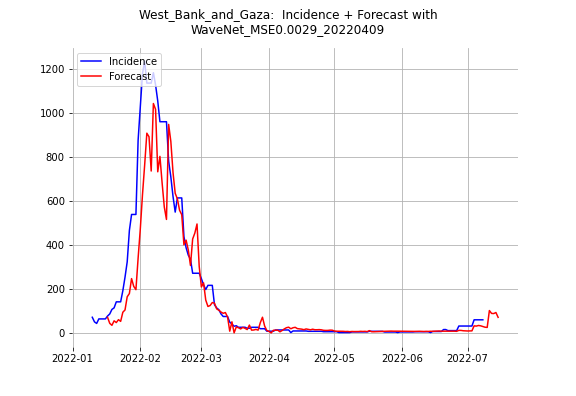 West_Bank_and_Gaza:  Incidence + Forecast with
WaveNet_MSE0.0029_20220409
Incidence
Forecast
1200
1000
800
600
400
200
0
2022-01 2022-02 2022-03 2022-04 2022-05 2022-06 2022-07